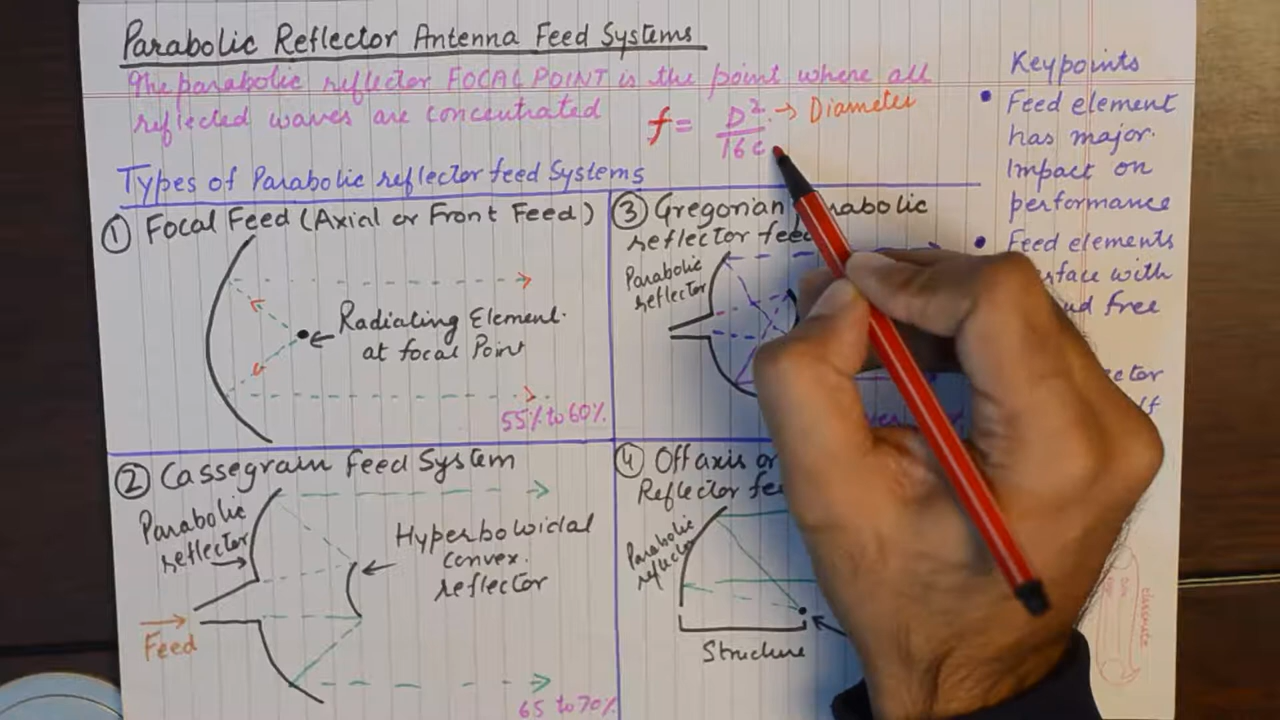 Parabolic Reflector Antenna Feed Systems
The parabolic reflector FOCAL POINT is the point where all
reflected waves are concentrated
f = D²/16c → Diameter
Types of Parabolic reflector feed Systems
① Focal Feed (Axial or Front Feed)
Radiating Element.
at focal Point
55% to 60%
② Cassegrain Feed System
Parabolic
reflector
Hyperboloidal
convex.
reflector
Feed
65 to 70%
③ Gregorian
reflector feed
Parabolic
reflector
④ Off axis or
Reflector
Parabolic
reflector
Structure
Keypoints
• Feed element
has major.
Impact on
performance
• Feed elements
with
free